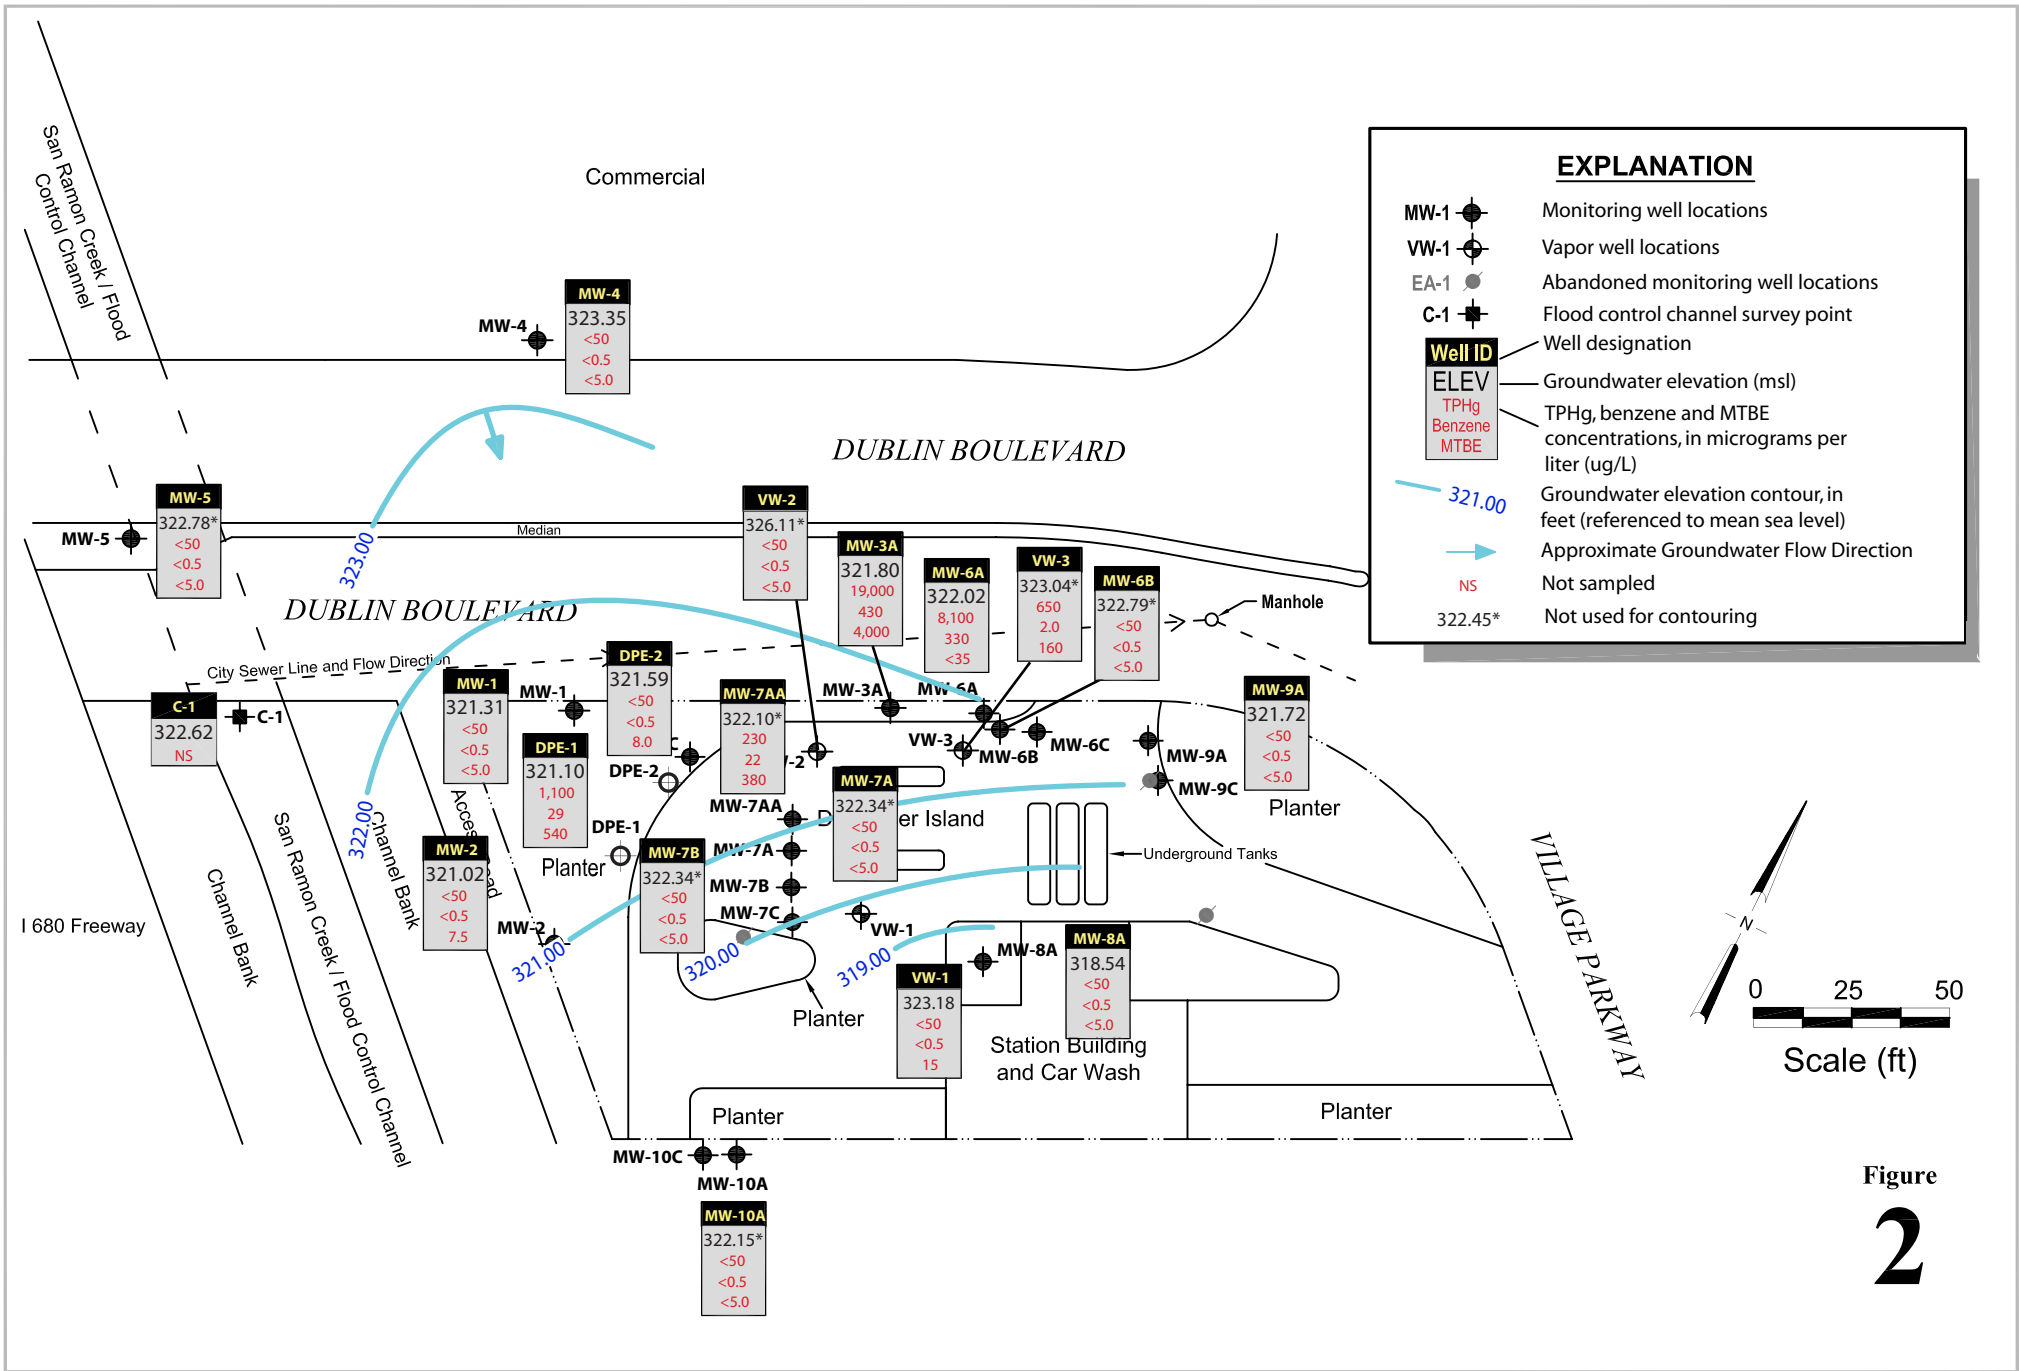 San Ramon Creek / Flood
Control Channel
Commercial
MW-4
MW-4
323.35
<50
<0.5
<5.0
EXPLANATION
MW-1
Monitoring well locations
VW-1
Vapor well locations
EA-1
Abandoned monitoring well locations
C-1
Flood control channel survey point
Well ID
ELEV
TPHg
Benzene
MTBE
Well designation
Groundwater elevation (msl)
TPHg, benzene and MTBE
concentrations, in micrograms per
liter (ug/L)
321.00
Groundwater elevation contour, in
feet (referenced to mean sea level)
Approximate Groundwater Flow Direction
NS
Not sampled
322.45*
Not used for contouring
DUBLIN BOULEVARD
MW-5
MW-5
322.78*
<50
<0.5
<5.0
Median
323.00
VW-2
326.11*
<50
<0.5
<5.0
MW-3A
321.80
19,000
430
4,000
MW-6A
322.02
8,100
330
<35
VW-3
323.04*
650
2.0
160
MW-6B
322.79*
<50
<0.5
<5.0
Manhole
DUBLIN BOULEVARD
City Sewer Line and Flow Direction
C-1
322.62
NS
C-1
MW-1
321.31
<50
<0.5
<5.0
MW-1
DPE-2
321.59
<50
<0.5
8.0
DPE-1
321.10
1,100
29
540
MW-7AA
322.10*
230
22
380
MW-3A
MW-6A
VW-3
MW-6B
MW-6C
MW-9A
MW-9C
MW-9A
321.72
<50
<0.5
<5.0
Planter
C
-2
DPE-2
DPE-1
Planter
MW-7AA
MW-7A
MW-7B
MW-7C
MW-7A
322.34*
<50
<0.5
<5.0
D
er Island
Underground Tanks
MW-7B
322.34*
<50
<0.5
<5.0
322.00
Channel Bank
Acces
oad
MW-2
321.02
<50
<0.5
7.5
MW-2
321.00
320.00
319.00
VW-1
MW-8A
VW-1
323.18
<50
<0.5
15
MW-8A
318.54
<50
<0.5
<5.0
Planter
Station Building
and Car Wash
I 680 Freeway
Channel Bank
San Ramon Creek / Flood Control Channel
VILLAGE PARKWAY
N
0 25 50
Scale (ft)
Planter
Planter
MW-10C
MW-10A
MW-10A
322.15*
<50
<0.5
<5.0
Figure
2